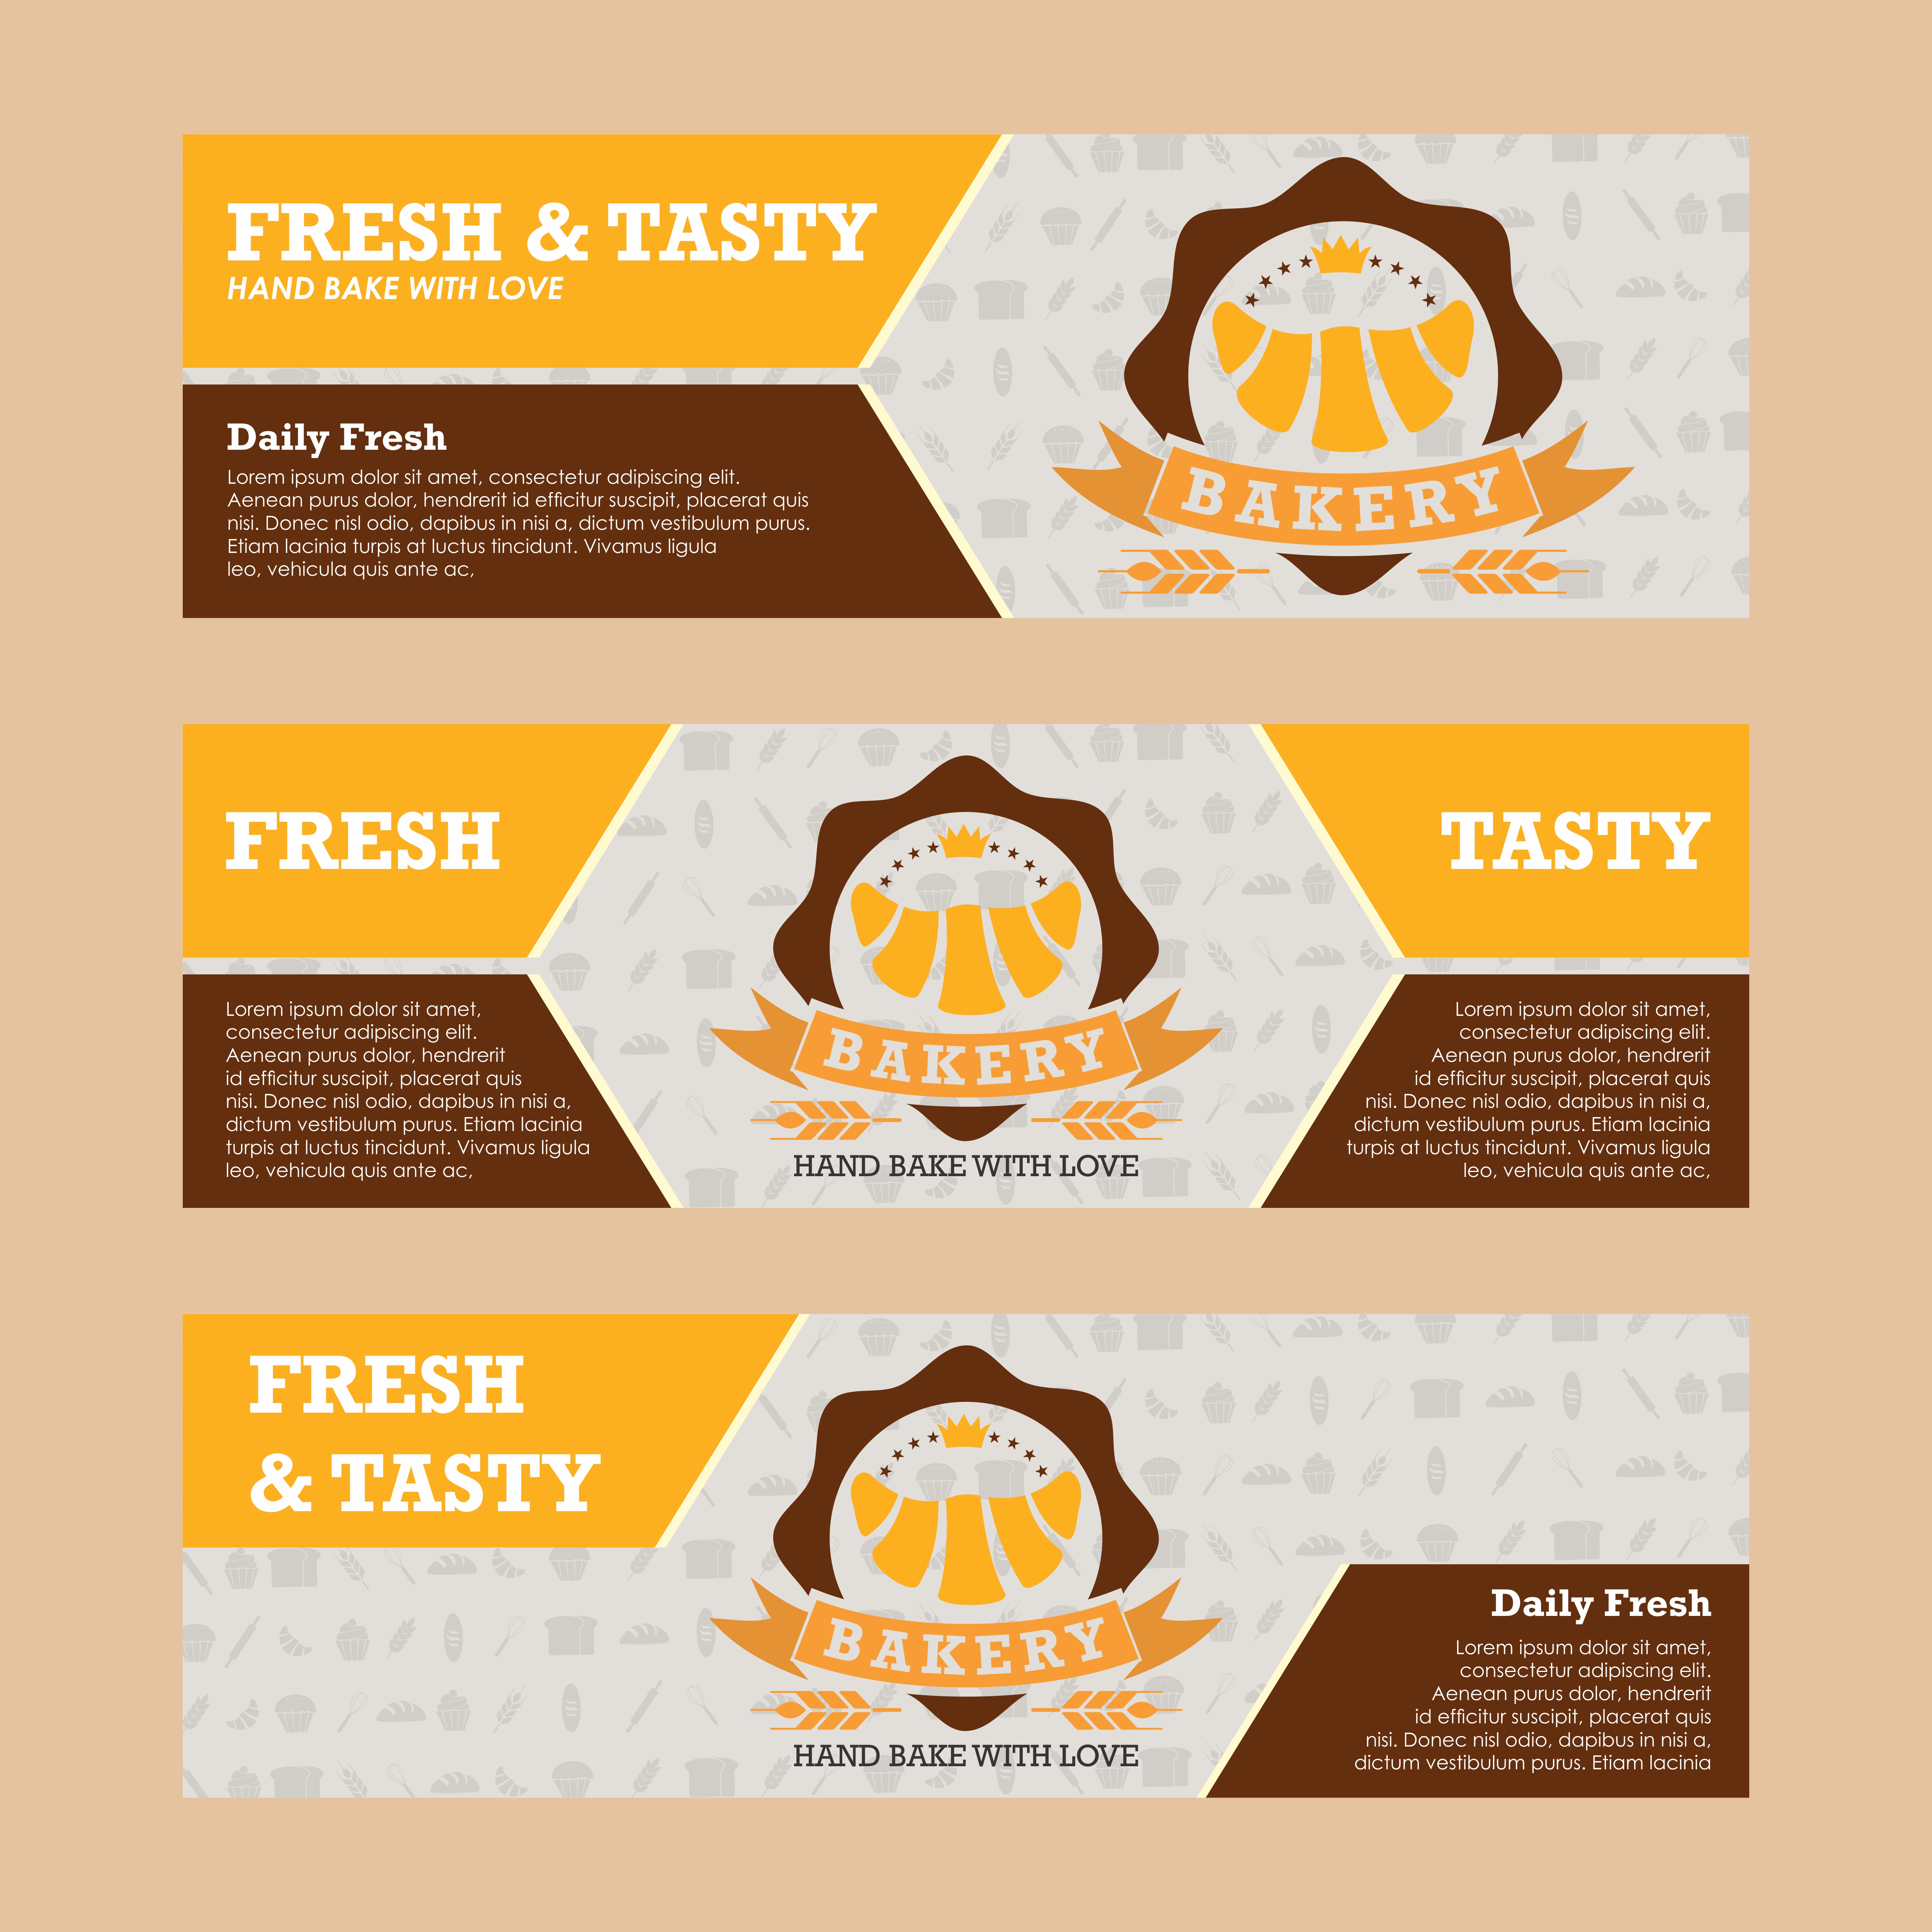 FRESH & TASTY
HAND BAKE WITH LOVE
Daily Fresh
Lorem ipsum dolor sit amet, consectetur adipiscing elit.
Aenean purus dolor, hendrerit id efficitur suscipit, placerat quis
nisi. Donec nisl odio, dapibus in nisi a, dictum vestibulum purus.
Etiam lacinia turpis at luctus tincidunt. Vivamus ligula
leo, vehicula quis ante ac,
BAKERY
FRESH
Lorem ipsum dolor sit amet,
consectetur adipiscing elit.
Aenean purus dolor, hendrerit
id efficitur suscipit, placerat quis
nisi. Donec nisl odio, dapibus in nisi a,
dictum vestibulum purus. Etiam lacinia
turpis at luctus tincidunt. Vivamus ligula
leo, vehicula quis ante ac,
BAKERY
HAND BAKE WITH LOVE
TASTY
Lorem ipsum dolor sit amet,
consectetur adipiscing elit.
Aenean purus dolor, hendrerit
id efficitur suscipit, placerat quis
nisi. Donec nisl odio, dapibus in nisi a,
dictum vestibulum purus. Etiam lacinia
turpis at luctus tincidunt. Vivamus ligula
leo, vehicula quis ante ac,
FRESH
& TASTY
BAKERY
HAND BAKE WITH LOVE
Daily Fresh
Lorem ipsum dolor sit amet,
consectetur adipiscing elit.
Aenean purus dolor, hendrerit
id efficitur suscipit, placerat quis
nisi. Donec nisl odio, dapibus in nisi a,
dictum vestibulum purus. Etiam lacinia